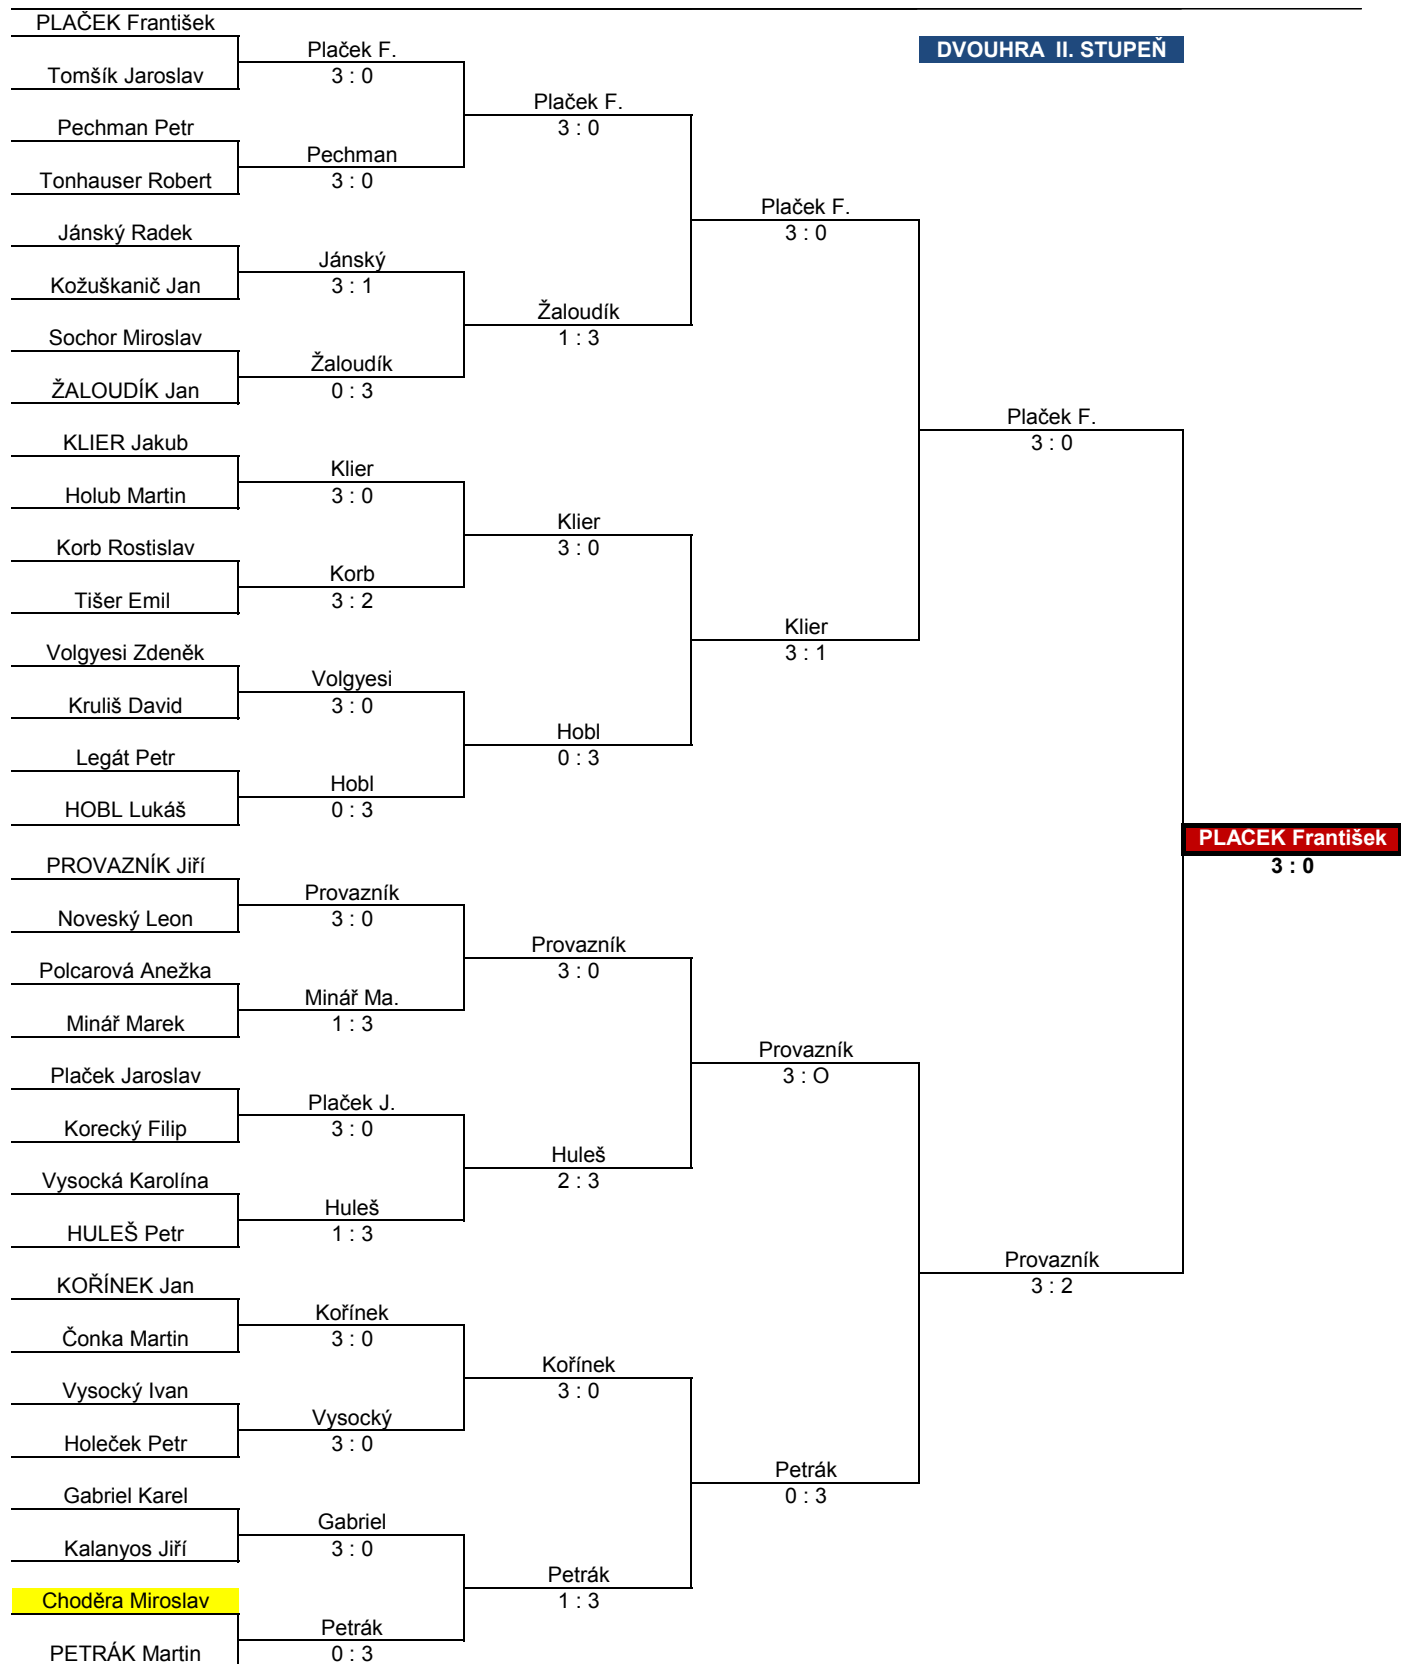 PLAČEK František
Plaček F.
DVOUHRA II. STUPEŇ
Tomšík Jaroslav
3 : 0
Plaček F.
Pechman Petr
3 : 0
Pechman
Tonhauser Robert
3 : 0
Plaček F.
Jánský Radek
3 : 0
Jánský
Kožuškanič Jan
3 : 1
Žaloudík
Sochor Miroslav
1 : 3
Žaloudík
ŽALOUDÍK Jan
0 : 3
Plaček F.
KLIER Jakub
3 : 0
Klier
Holub Martin
3 : 0
Klier
Korb Rostislav
3 : 0
Korb
Tišer Emil
3 : 2
Klier
Volgyesi Zdeněk
3 : 1
Volgyesi
Kruliš David
3 : 0
Hobl
Legát Petr
0 : 3
Hobl
HOBL Lukáš
0 : 3
PLACEK František
PROVAZNÍK Jiří
3 : 0
Provazník
Noveský Leon
3 : 0
Provazník
Polcarová Anežka
3 : 0
Minář Ma.
Minář Marek
1 : 3
Provazník
Plaček Jaroslav
3 : O
Plaček J.
Korecký Filip
3 : 0
Huleš
Vysocká Karolína
2 : 3
Huleš
HULEŠ Petr
1 : 3
Provazník
KOŘÍNEK Jan
3 : 2
Kořínek
Čonka Martin
3 : 0
Kořínek
Vysocký Ivan
3 : 0
Vysocký
Holeček Petr
3 : 0
Petrák
Gabriel Karel
0 : 3
Gabriel
Kalanyos Jiří
3 : 0
Petrák
Choděra Miroslav
1 : 3
Petrák
PETRÁK Martin
0 : 3